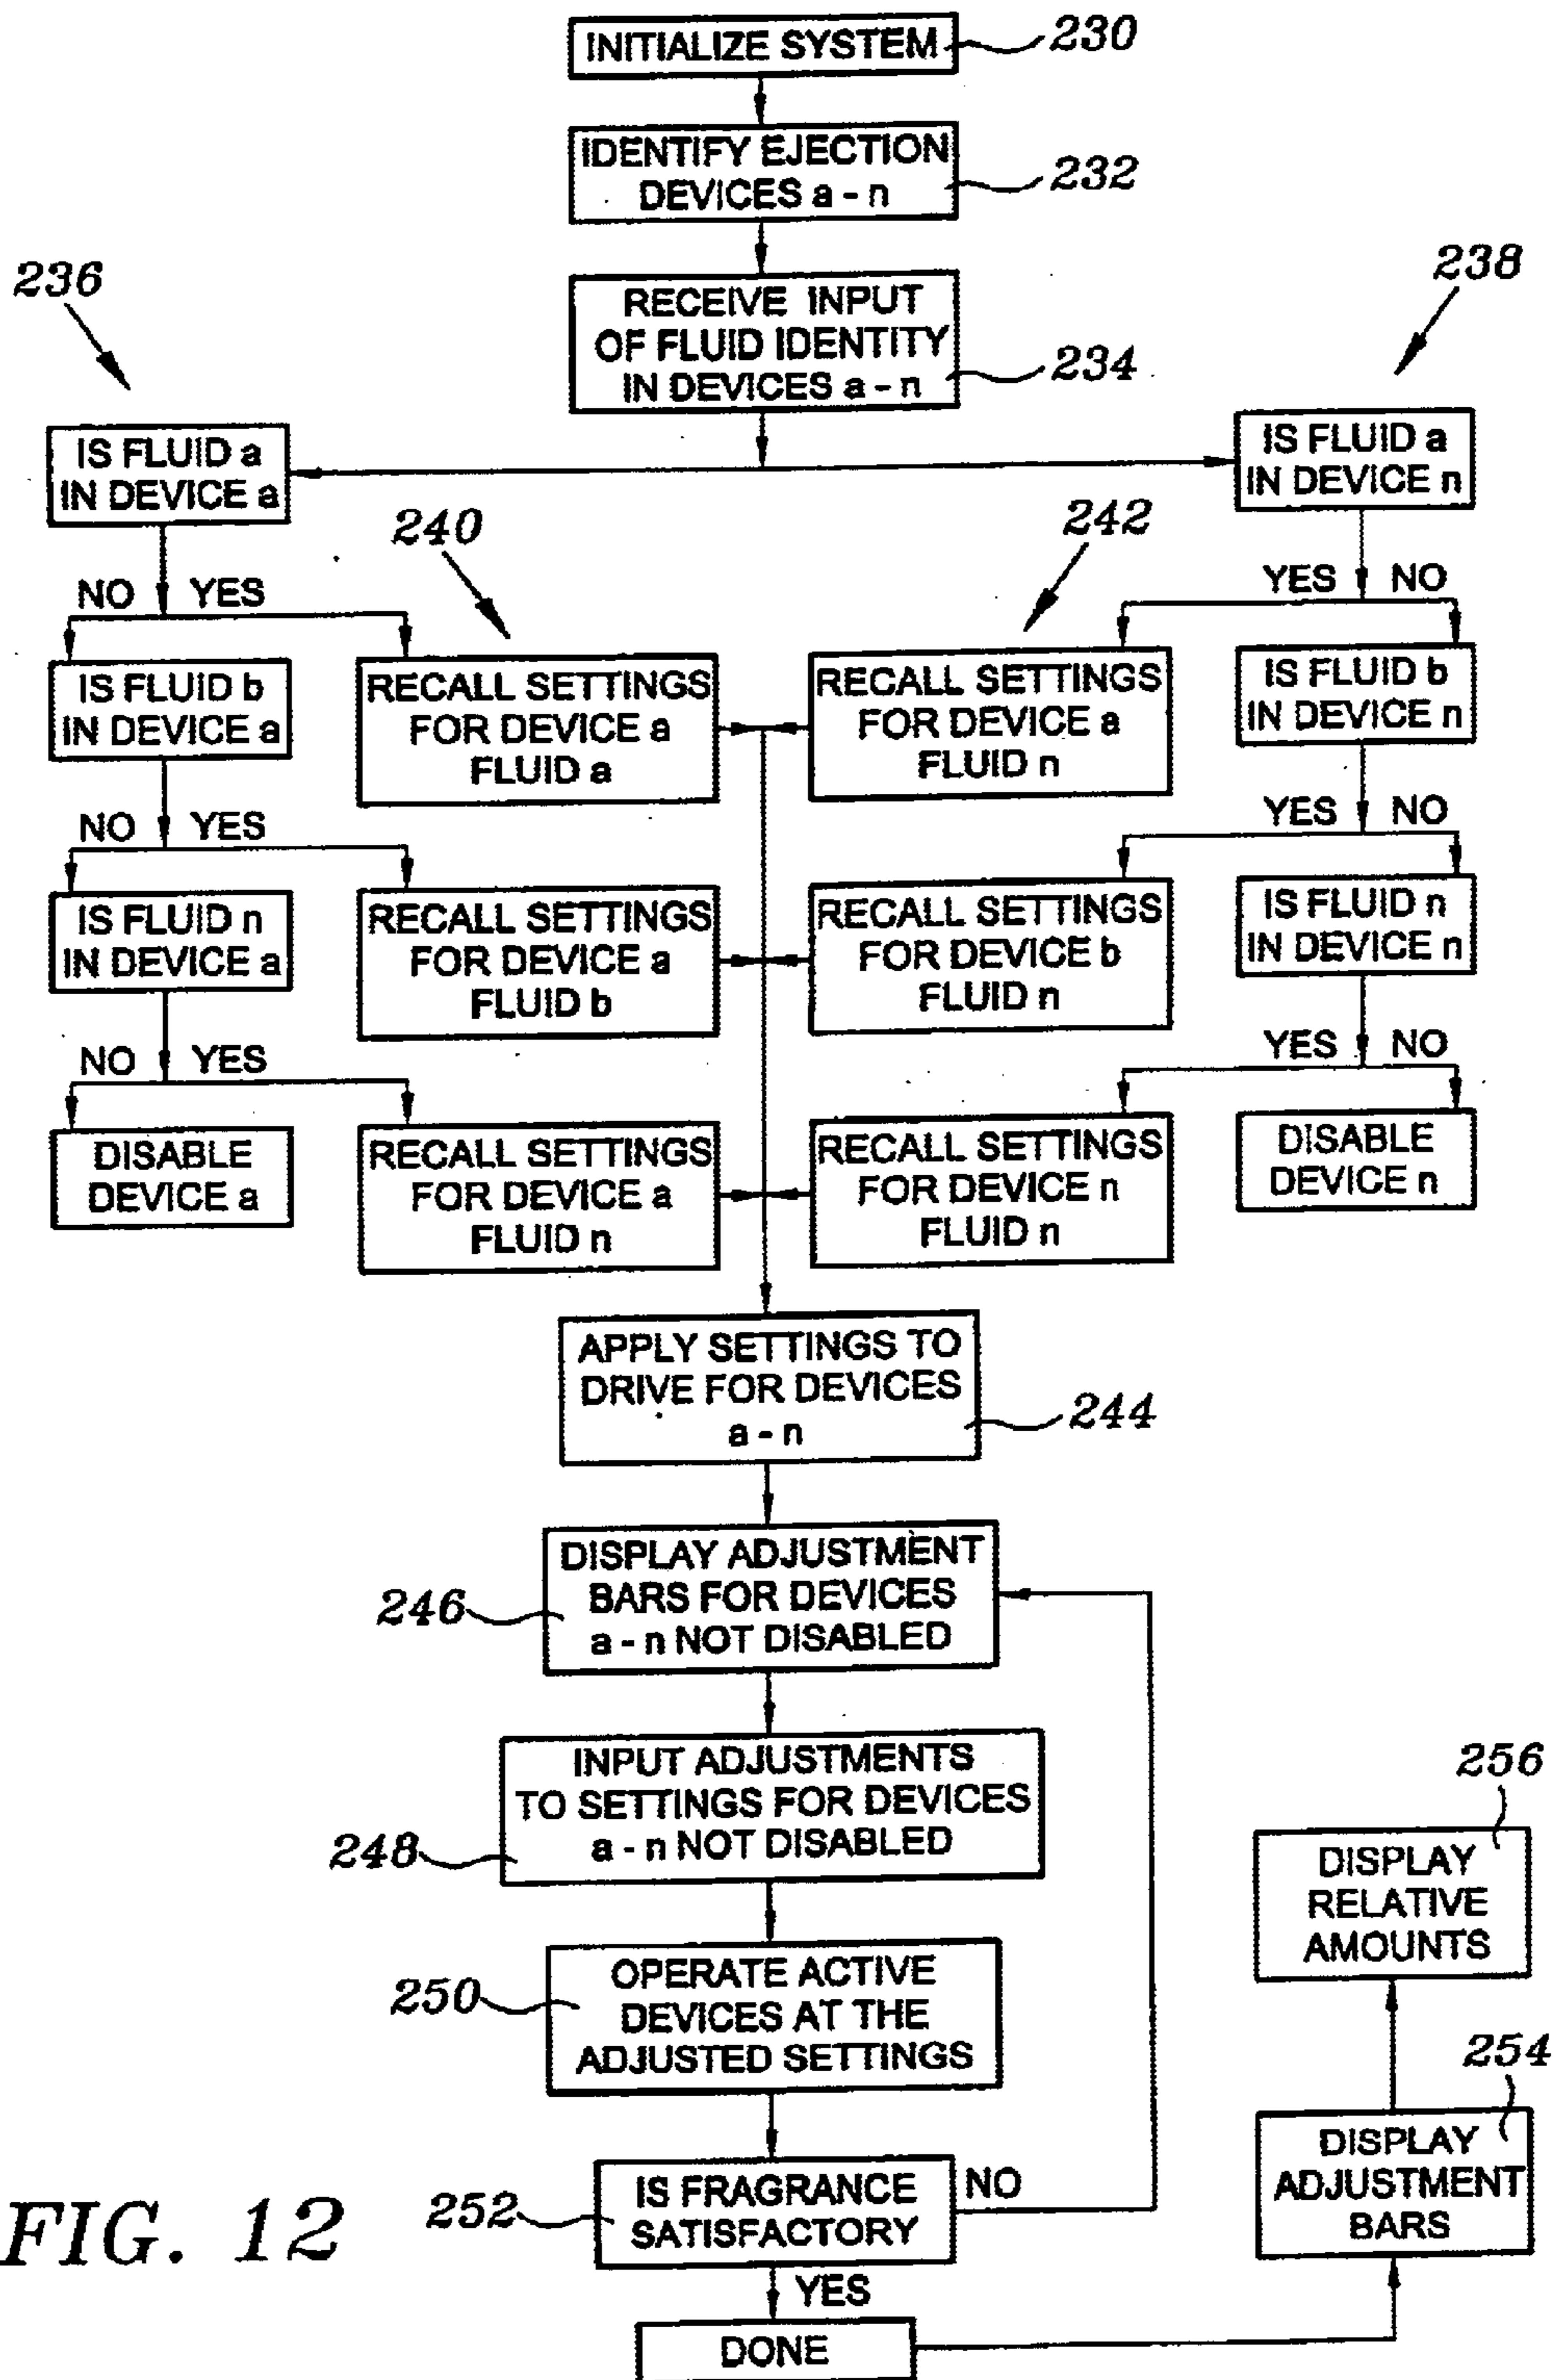 INITIALIZE SYSTEM
230
IDENTIFY EJECTION
DEVICES a - n
232
236
238
RECEIVE INPUT
OF FLUID IDENTITY
IN DEVICES a - n
234
IS FLUID a
IN DEVICE a
IS FLUID a
IN DEVICE n
240
242
NO YES
YES NO
IS FLUID b
IN DEVICE a
RECALL SETTINGS
FOR DEVICE a
FLUID a
RECALL SETTINGS
FOR DEVICE a
FLUID n
IS FLUID b
IN DEVICE n
NO YES
YES NO
IS FLUID n
IN DEVICE a
RECALL SETTINGS
FOR DEVICE a
FLUID b
RECALL SETTINGS
FOR DEVICE b
FLUID n
IS FLUID n
IN DEVICE n
NO YES
YES NO
DISABLE
DEVICE a
RECALL SETTINGS
FOR DEVICE a
FLUID n
RECALL SETTINGS
FOR DEVICE n
FLUID n
DISABLE
DEVICE n
APPLY SETTINGS TO
DRIVE FOR DEVICES
a - n
244
DISPLAY ADJUSTMENT
BARS FOR DEVICES
a - n NOT DISABLED
246
INPUT ADJUSTMENTS
TO SETTINGS FOR DEVICES
a - n NOT DISABLED
248
OPERATE ACTIVE
DEVICES AT THE
ADJUSTED SETTINGS
250
IS FRAGRANCE
SATISFACTORY
252
NO
YES
DONE
256
DISPLAY
RELATIVE
AMOUNTS
254
DISPLAY
ADJUSTMENT
BARS
FIG. 12